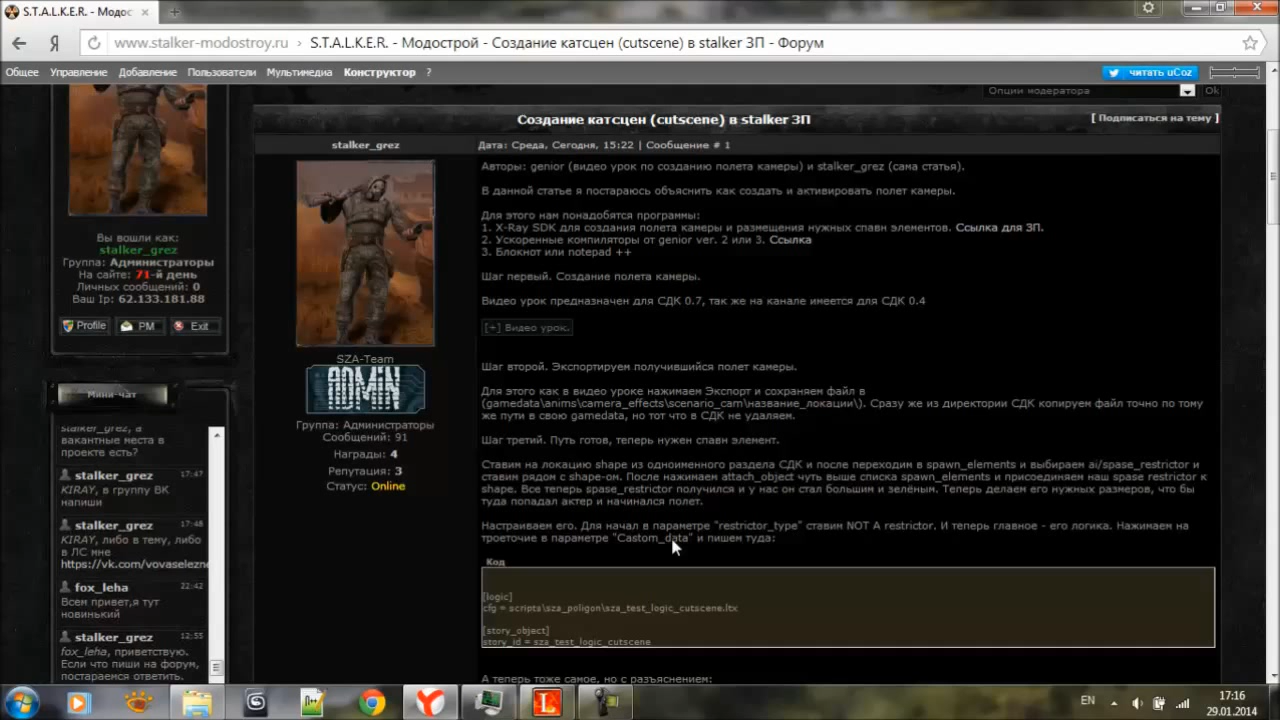 S.T.A.L.K.E.R. - Модос
www.stalker-modostroy.ru › S.T.A.L.K.E.R. - Модострой - Создание катсцен (cutscene) в stalker ЗП - Форум
Общее Управление Добавление Пользователи Мультимедиа Конструктор ? читать uCoz
Опции модератора Ok
Создание катсцен (cutscene) в stalker ЗП [ Подписаться на тему ]
stalker_grez Дата: Среда, Сегодня, 15:22 | Сообщение # 1
Вы вошли как:
stalker_grez
Группа: Администраторы
На сайте: 71-й день
Личных сообщений: 0
Ваш Ip: 62.133.181.88
Profile PM Exit
Мини-чат
stalker_grez, а
вакантные места в
проекте есть?
stalker_grez 17:47
KIRAY, в группу ВК
напиши
stalker_grez 17:48
KIRAY, либо в тему, либо
в ЛС мне
https://vk.com/vovaselezne
fox_leha 22:42
Всем привет,я тут
новинький
stalker_grez 12:55
fox_leha, приветствую.
Если что пиши на форум,
постараемся ответить.
SZA-Team
ADMIN
Группа: Администраторы
Сообщений: 91
Награды: 4
Репутация: 3
Статус: Online
Авторы: genior (видео урок по созданию полета камеры) и stalker_grez (сама статья).
В данной статье я постараюсь объяснить как создать и активировать полет камеры.
Для этого нам понадобятся программы:
1. X-Ray SDK для создания полета камеры и размещения нужных спавн элементов. Ссылка для ЗП.
2. Ускоренные компиляторы от genior ver. 2 или 3. Ссылка
3. Блокнот или notepad ++
Шаг первый. Создание полета камеры.
Видео урок предназначен для СДК 0.7, так же на канале имеется для СДК 0.4
[+] Видео урок.
Шаг второй. Экспортируем получившийся полет камеры.
Для этого как в видео уроке нажимаем Экспорт и сохраняем файл в
(gamedata\anims\camera_effects\scenario_cam\название_локации\). Сразу же из директории СДК копируем файл точно по тому
же пути в свою gamedata, но тот что в СДК не удаляем.
Шаг третий. Путь готов, теперь нужен спавн элемент.
Ставим на локацию shape из одноименного раздела СДК и после переходим в spawn_elements и выбираем ai/spase_restrictor и
ставим рядом с shape-он. После нажимаем attach_object чуть выше списка spawn_elements и присоединяем наш spase restrictor к
shape. Все теперь spase_restrictor получился и у нас он стал большим и зелёным. Теперь делаем его нужных размеров, что бы
туда попадал актер и начинался полет.
Настраиваем его. Для начал в параметре "restrictor_type" ставим NOT A restrictor. И теперь главное - его логика. Нажимаем на
троеточие в параметре "Castom_data" и пишем туда:
Код
[logic]
cfg = scripts\sza_poligon\sza_test_logic_cutscene.ltx
[story_object]
story_id = sza_test_logic_cutscene
А теперь тоже самое, но с разъяснением:
EN 17:16
29.01.2014